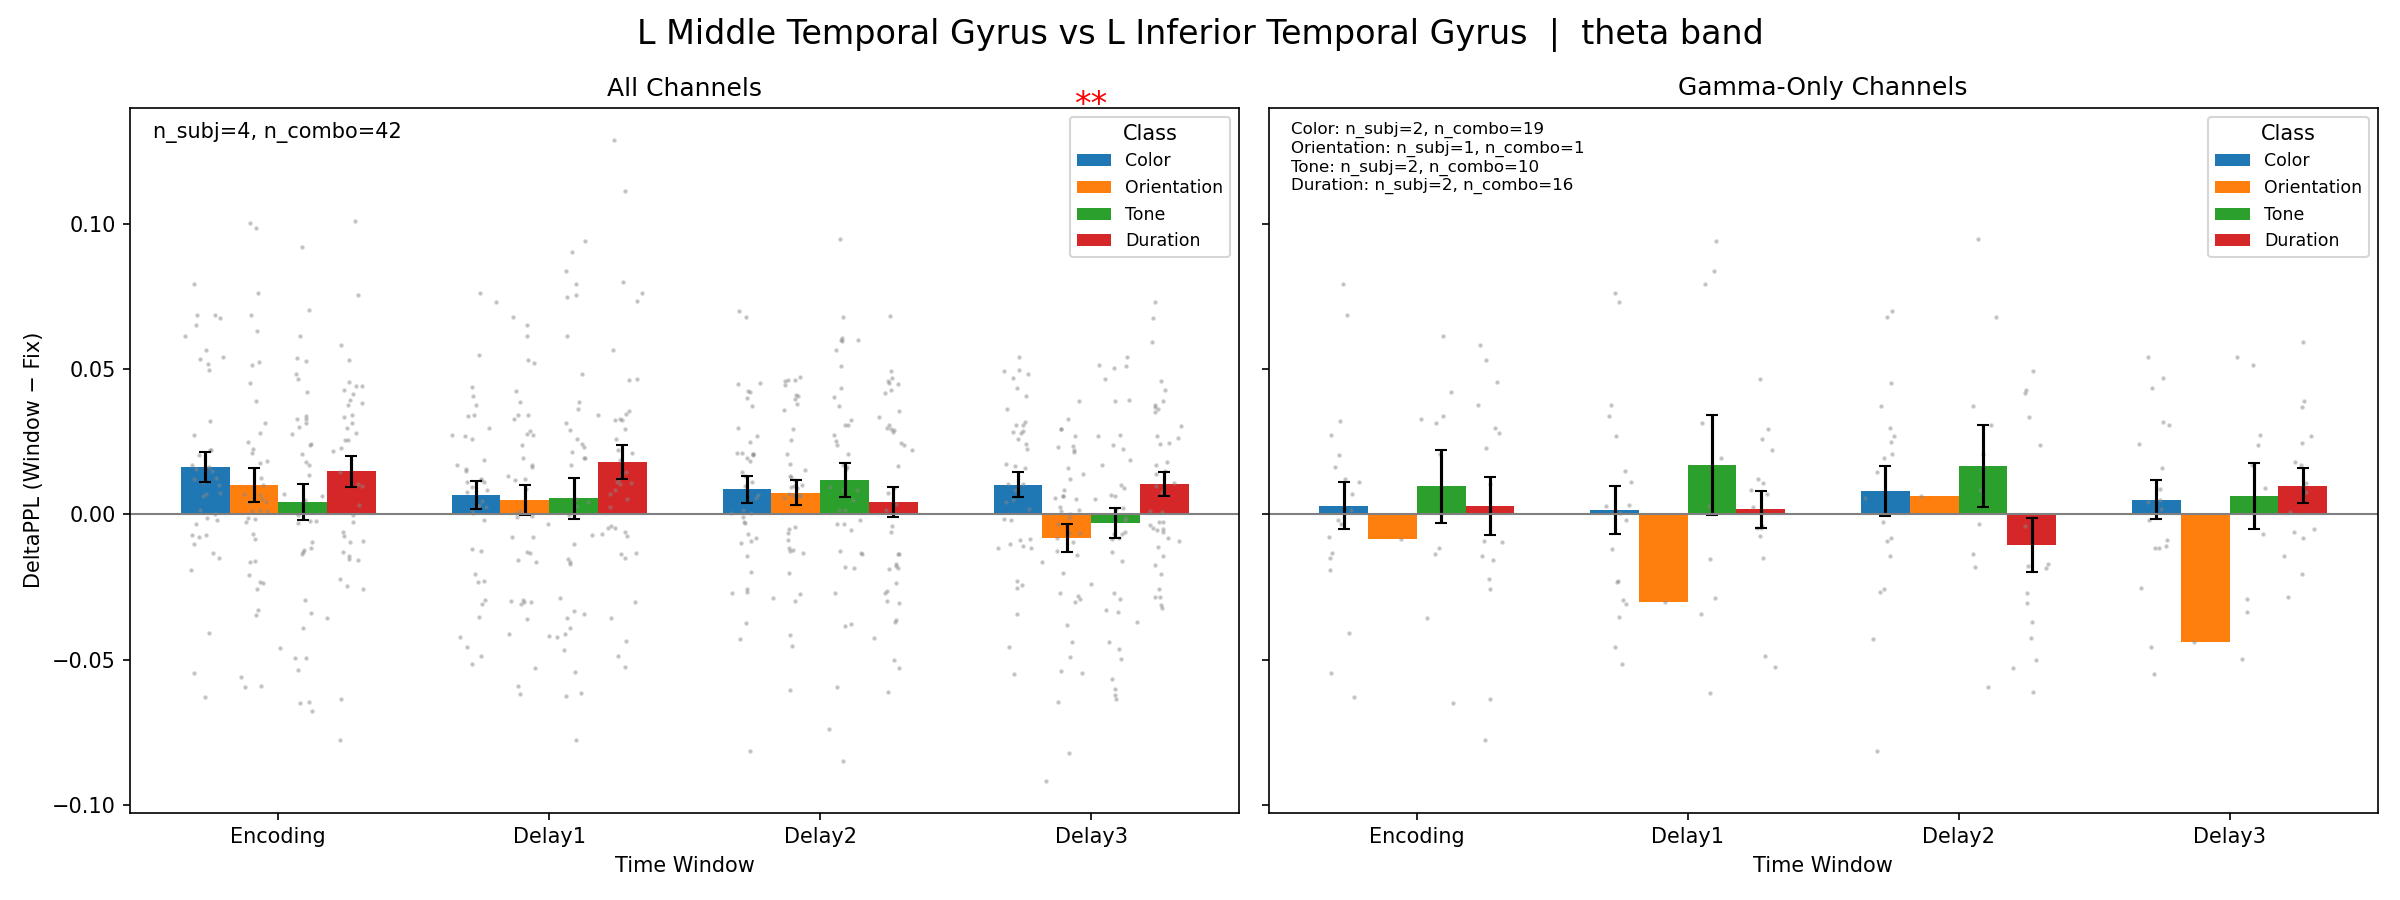 L Middle Temporal Gyrus vs L Inferior Temporal Gyrus | theta band
All Channels
**
n_subj=4, n_combo=42
Class
Color
Orientation
Tone
Duration
DeltaPPL (Window − Fix)
0.10
0.05
0.00
−0.05
−0.10
Encoding
Delay1
Delay2
Delay3
Time Window
Gamma-Only Channels
Color: n_subj=2, n_combo=19
Orientation: n_subj=1, n_combo=1
Tone: n_subj=2, n_combo=10
Duration: n_subj=2, n_combo=16
Class
Color
Orientation
Tone
Duration
Encoding
Delay1
Delay2
Delay3
Time Window